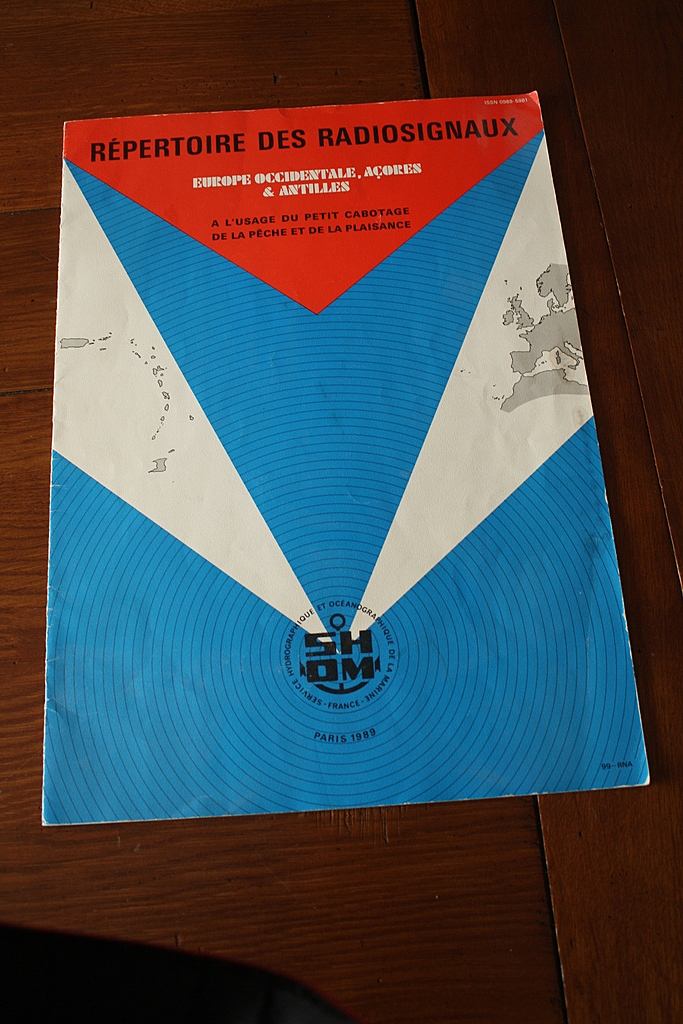 ISSN 0989-5981
RÉPERTOIRE DES RADIOSIGNAUX
EUROPE OCCIDENTALE, AÇORES
& ANTILLES
A L'USAGE DU PETIT CABOTAGE
DE LA PÊCHE ET DE LA PLAISANCE
SERVICE HYDROGRAPHIQUE ET OCÉANOGRAPHIQUE DE LA MARINE
SH
OM
- FRANCE -
PARIS 1989
99-RNA